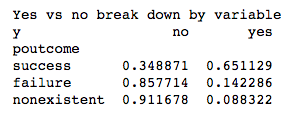 Yes vs no break down by variable
y no yes
poutcome
success 0.348871 0.651129
failure 0.857714 0.142286
nonexistent 0.911678 0.088322